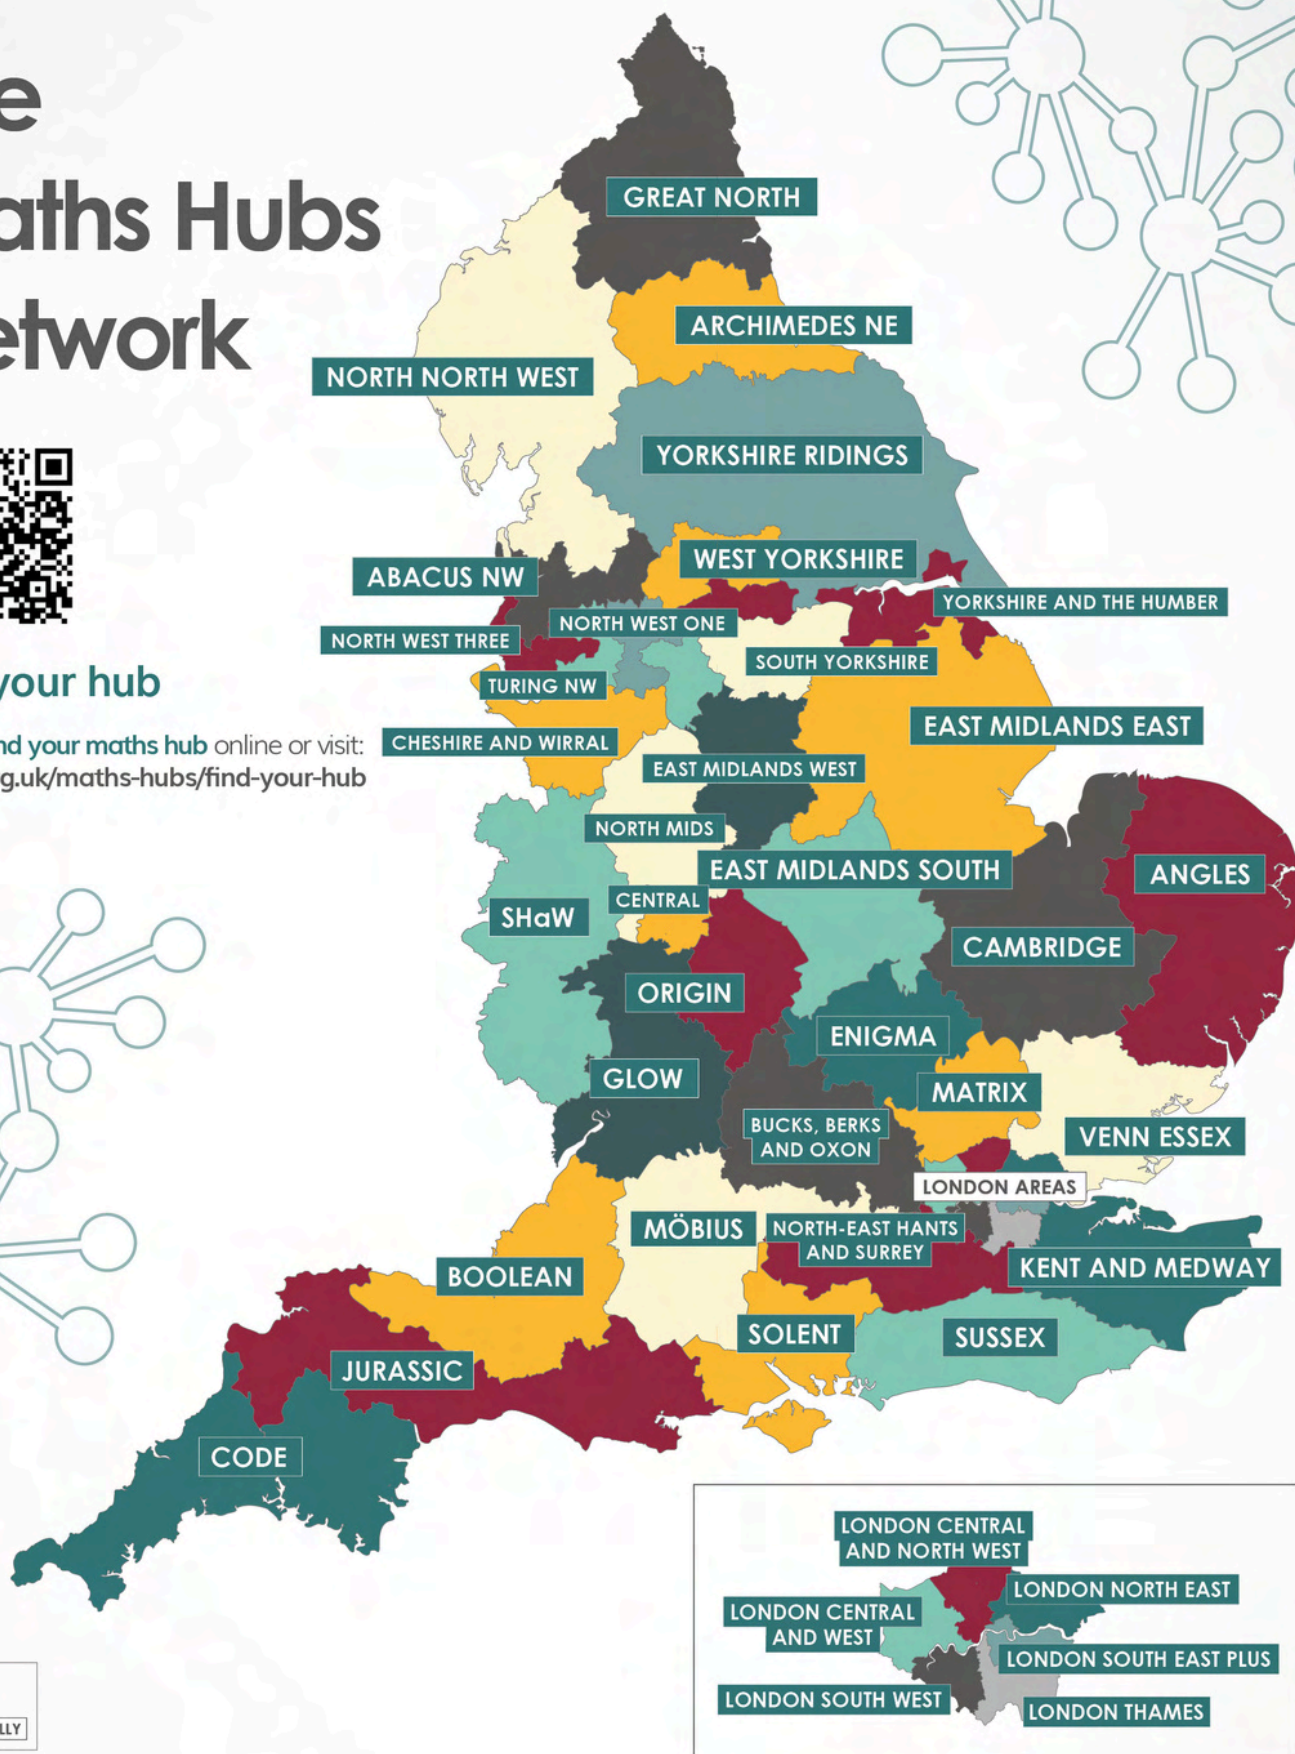 e
aths Hubs
etwork
your hub
nd your maths hub online or visit:
g.uk/maths-hubs/find-your-hub
GREAT NORTH
ARCHIMEDES NE
NORTH NORTH WEST
YORKSHIRE RIDINGS
WEST YORKSHIRE
ABACUS NW
YORKSHIRE AND THE HUMBER
NORTH WEST ONE
NORTH WEST THREE
SOUTH YORKSHIRE
TURING NW
EAST MIDLANDS EAST
CHESHIRE AND WIRRAL
EAST MIDLANDS WEST
NORTH MIDS
EAST MIDLANDS SOUTH
ANGLES
CENTRAL
SHaW
CAMBRIDGE
ORIGIN
ENIGMA
GLOW
MATRIX
BUCKS, BERKS
AND OXON
VENN ESSEX
LONDON AREAS
MÖBIUS
NORTH-EAST HANTS
AND SURREY
KENT AND MEDWAY
BOOLEAN
SOLENT
SUSSEX
JURASSIC
CODE
LONDON CENTRAL
AND NORTH WEST
LONDON NORTH EAST
LONDON CENTRAL
AND WEST
LONDON SOUTH EAST PLUS
LONDON SOUTH WEST
LONDON THAMES
LLY